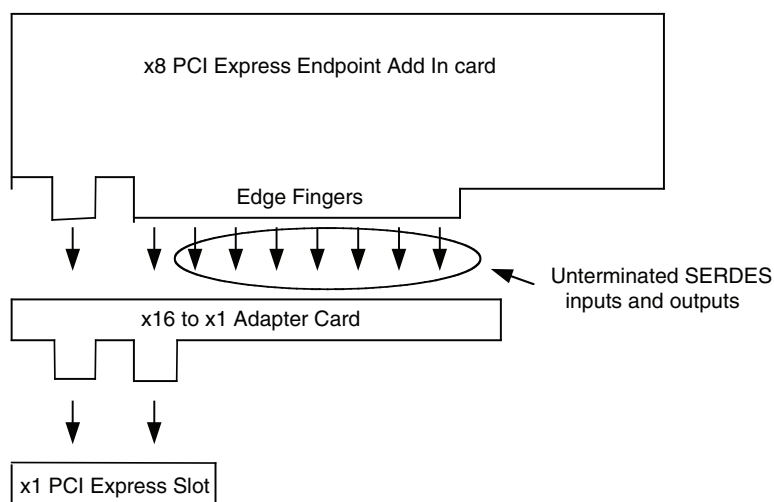 x8 PCI Express Endpoint Add In card
Edge Fingers
Unterminated SERDES
inputs and outputs
x16 to x1 Adapter Card
x1 PCI Express Slot